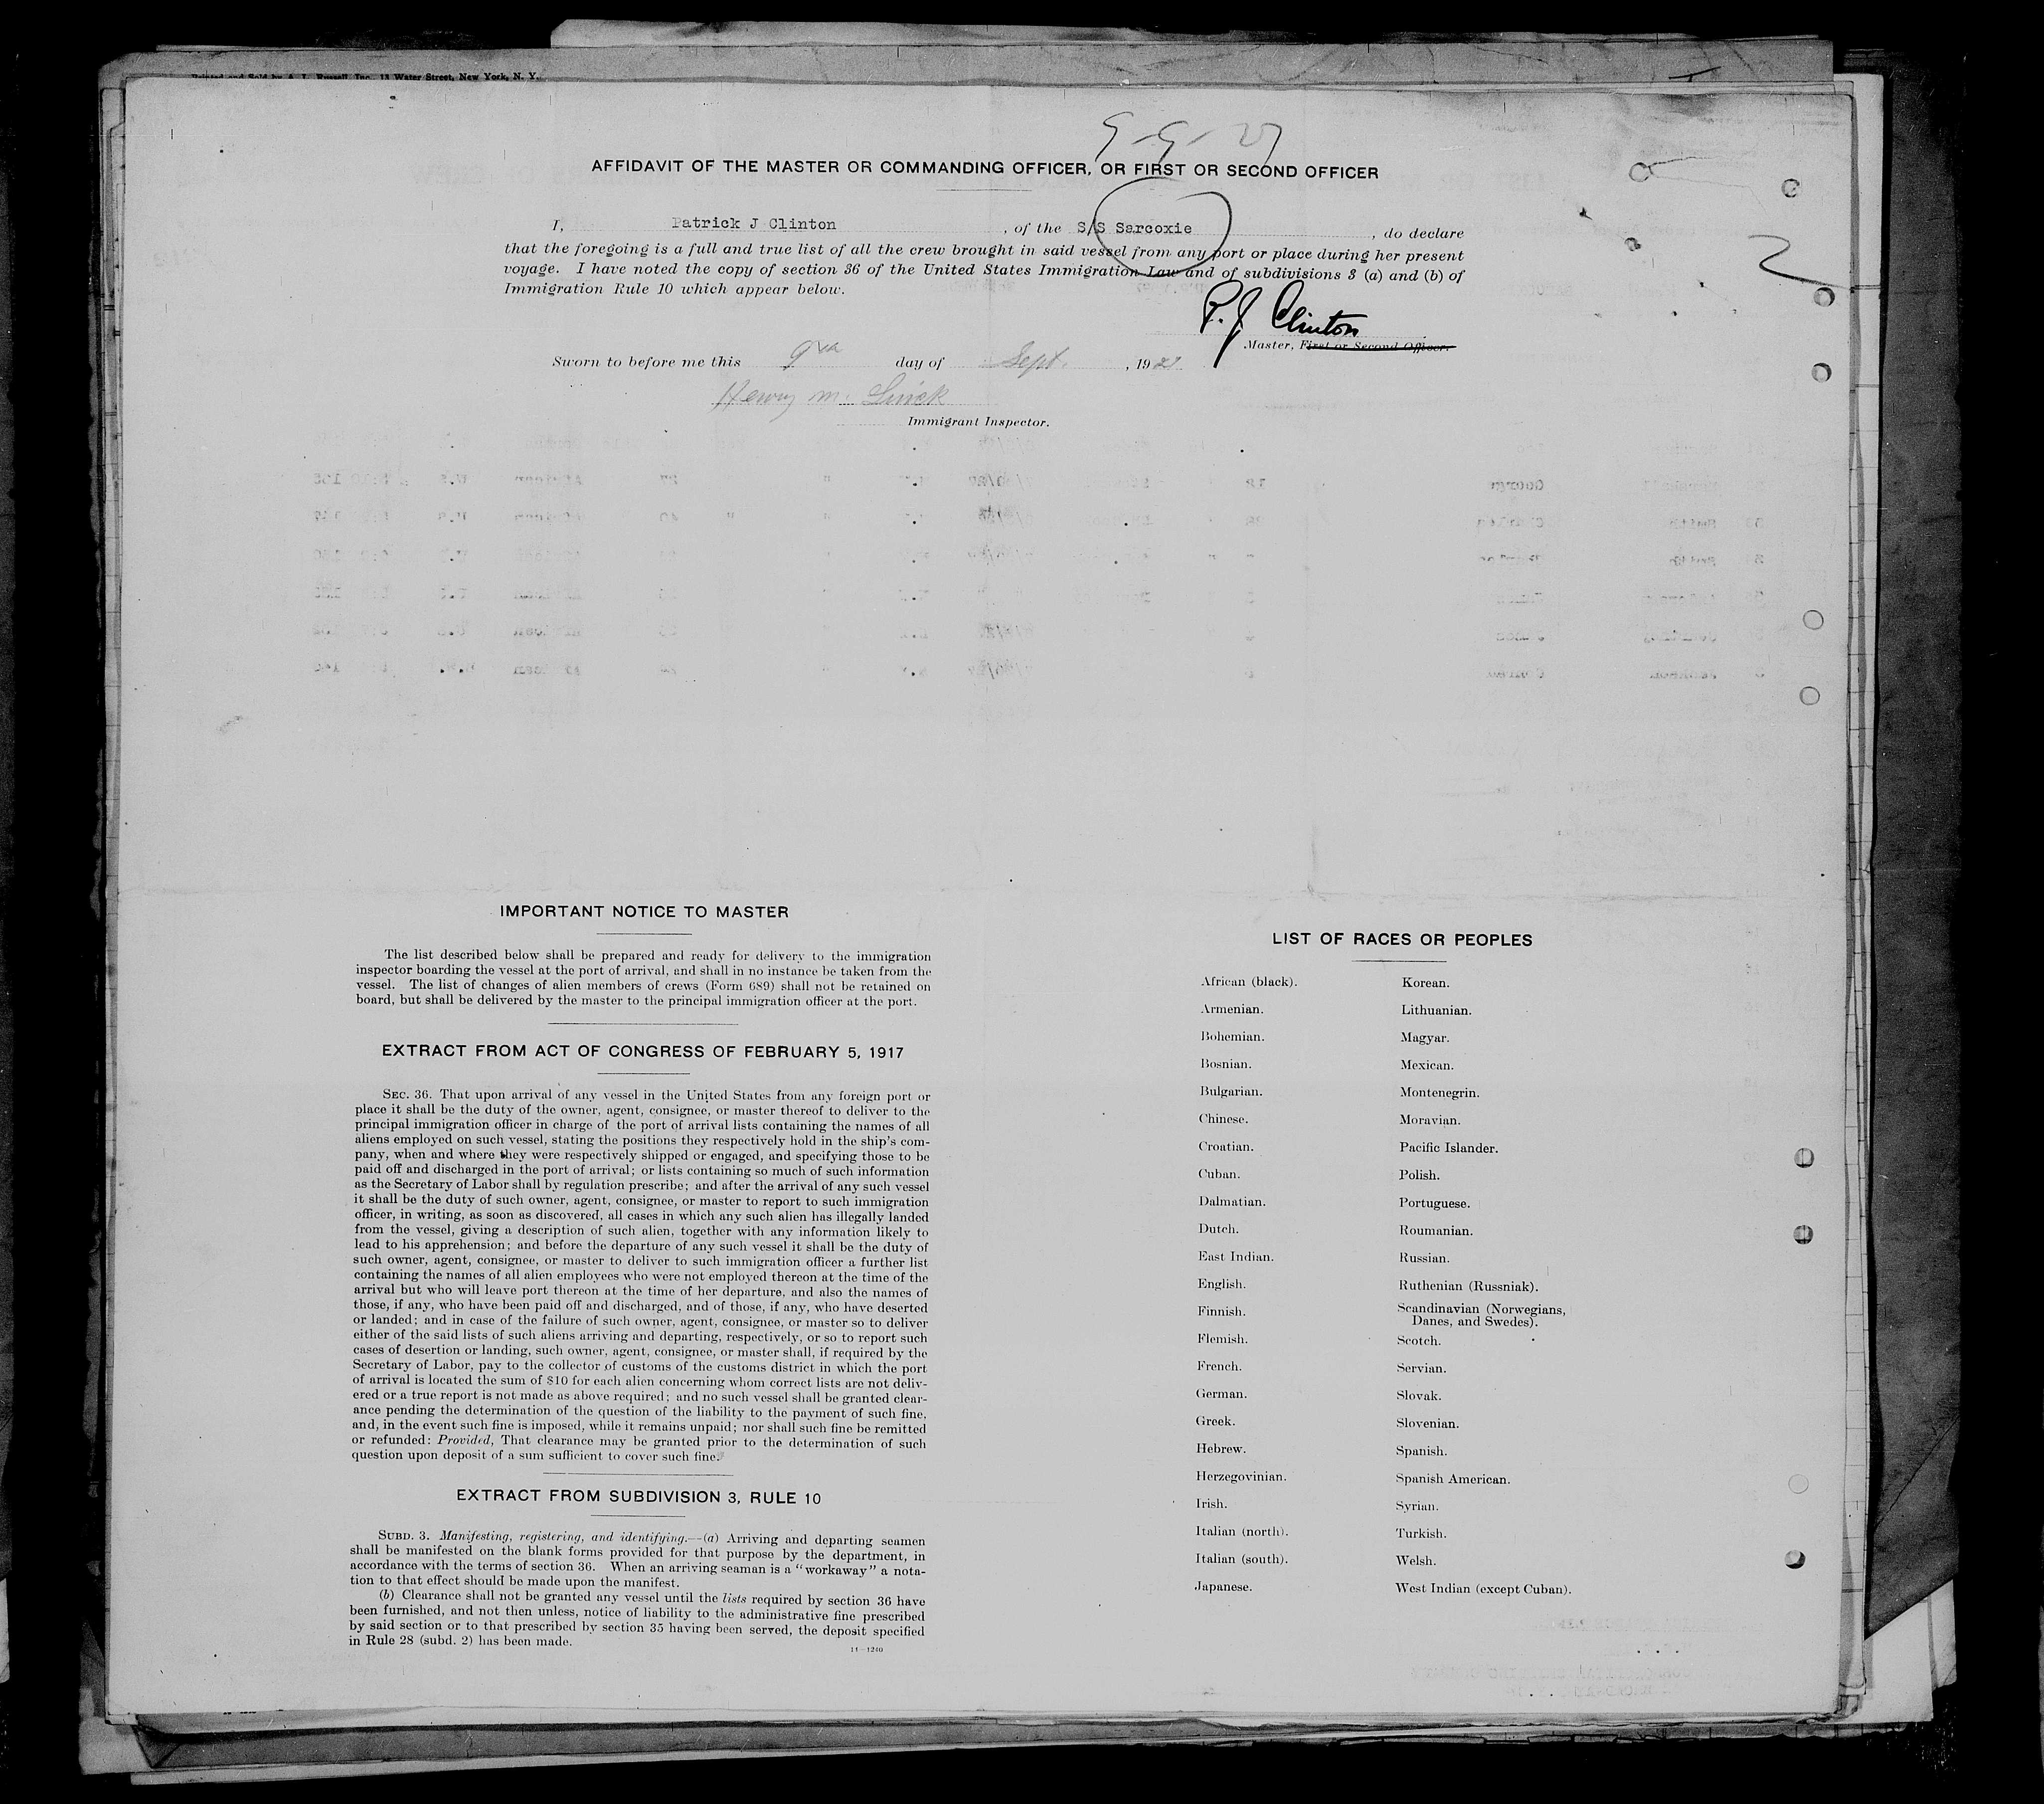 Printed and Sold by A. L. Russell, Inc., 13 Water Street, New York, N. Y.
9-9-27
AFFIDAVIT OF THE MASTER OR COMMANDING OFFICER, OR FIRST OR SECOND OFFICER
I, Patrick J Clinton, of the S/S Sarcoxie, do declare
that the foregoing is a full and true list of all the crew brought in said vessel from any port or place during her present
voyage. I have noted the copy of section 36 of the United States Immigration Law and of subdivisions 3 (a) and (b) of
Immigration Rule 10 which appear below.
P. J Clinton
Master, First or Second Officer.
Sworn to before me this 9 day of Sept., 192
Henry M.
Immigrant Inspector.
IMPORTANT NOTICE TO MASTER
The list described below shall be prepared and ready for delivery to the immigration
inspector boarding the vessel at the port of arrival, and shall in no instance be taken from the
vessel. The list of changes of alien members of crews (Form 689) shall not be retained on
board, but shall be delivered by the master to the principal immigration officer at the port.
EXTRACT FROM ACT OF CONGRESS OF FEBRUARY 5, 1917
SEC. 36. That upon arrival of any vessel in the United States from any foreign port or
place it shall be the duty of the owner, agent, consignee, or master thereof to deliver to the
principal immigration officer in charge of the port of arrival lists containing the names of all
aliens employed on such vessel, stating the positions they respectively hold in the ship's com-
pany, when and where they were respectively shipped or engaged, and specifying those to be
paid off and discharged in the port of arrival; or lists containing so much of such information
as the Secretary of Labor shall by regulation prescribe; and after the arrival of any such vessel
it shall be the duty of such owner, agent, consignee, or master to report to such immigration
officer, in writing, as soon as discovered, all cases in which any such alien has illegally landed
from the vessel, giving a description of such alien, together with any information likely to
lead to his apprehension; and before the departure of any such vessel it shall be the duty of
such owner, agent, consignee, or master to deliver to such immigration officer a further list
containing the names of all alien employees who were not employed thereon at the time of the
arrival but who will leave port thereon at the time of her departure, and also the names of
those, if any, who have been paid off and discharged, and of those, if any, who have deserted
or landed; and in case of the failure of such owner, agent, consignee, or master so to deliver
either of the said lists of such aliens arriving and departing, respectively, or so to report such
cases of desertion or landing, such owner, agent, consignee, or master shall, if required by the
Secretary of Labor, pay to the collector of customs of the customs district in which the port
of arrival is located the sum of $10 for each alien concerning whom correct lists are not deliv-
ered or a true report is not made as above required; and no such vessel shall be granted clear-
ance pending the determination of the question of the liability to the payment of such fine,
and, in the event such fine is imposed, while it remains unpaid; nor shall such fine be remitted
or refunded: Provided, That clearance may be granted prior to the determination of such
question upon deposit of a sum sufficient to cover such fine.
EXTRACT FROM SUBDIVISION 3, RULE 10
SUBD. 3. Manifesting, registering, and identifying.—(a) Arriving and departing seamen
shall be manifested on the blank forms provided for that purpose by the department, in
accordance with the terms of section 36. When an arriving seaman is a "workaway" a nota-
tion to that effect should be made upon the manifest.
(b) Clearance shall not be granted any vessel until the lists required by section 36 have
been furnished, and not then unless, notice of liability to the administrative fine prescribed
by said section or to that prescribed by section 35 having been served, the deposit specified
in Rule 28 (subd. 2) has been made.
11—1240
LIST OF RACES OR PEOPLES
African (black).
Armenian.
Bohemian.
Bosnian.
Bulgarian.
Chinese.
Croatian.
Cuban.
Dalmatian.
Dutch.
East Indian.
English.
Finnish.
Flemish.
French.
German.
Greek.
Hebrew.
Herzegovinian.
Irish.
Italian (north).
Italian (south).
Japanese.
Korean.
Lithuanian.
Magyar.
Mexican.
Montenegrin.
Moravian.
Pacific Islander.
Polish.
Portuguese.
Roumanian.
Russian.
Ruthenian (Russniak).
Scandinavian (Norwegians,
Danes, and Swedes).
Scotch.
Servian.
Slovak.
Slovenian.
Spanish.
Spanish American.
Syrian.
Turkish.
Welsh.
West Indian (except Cuban).